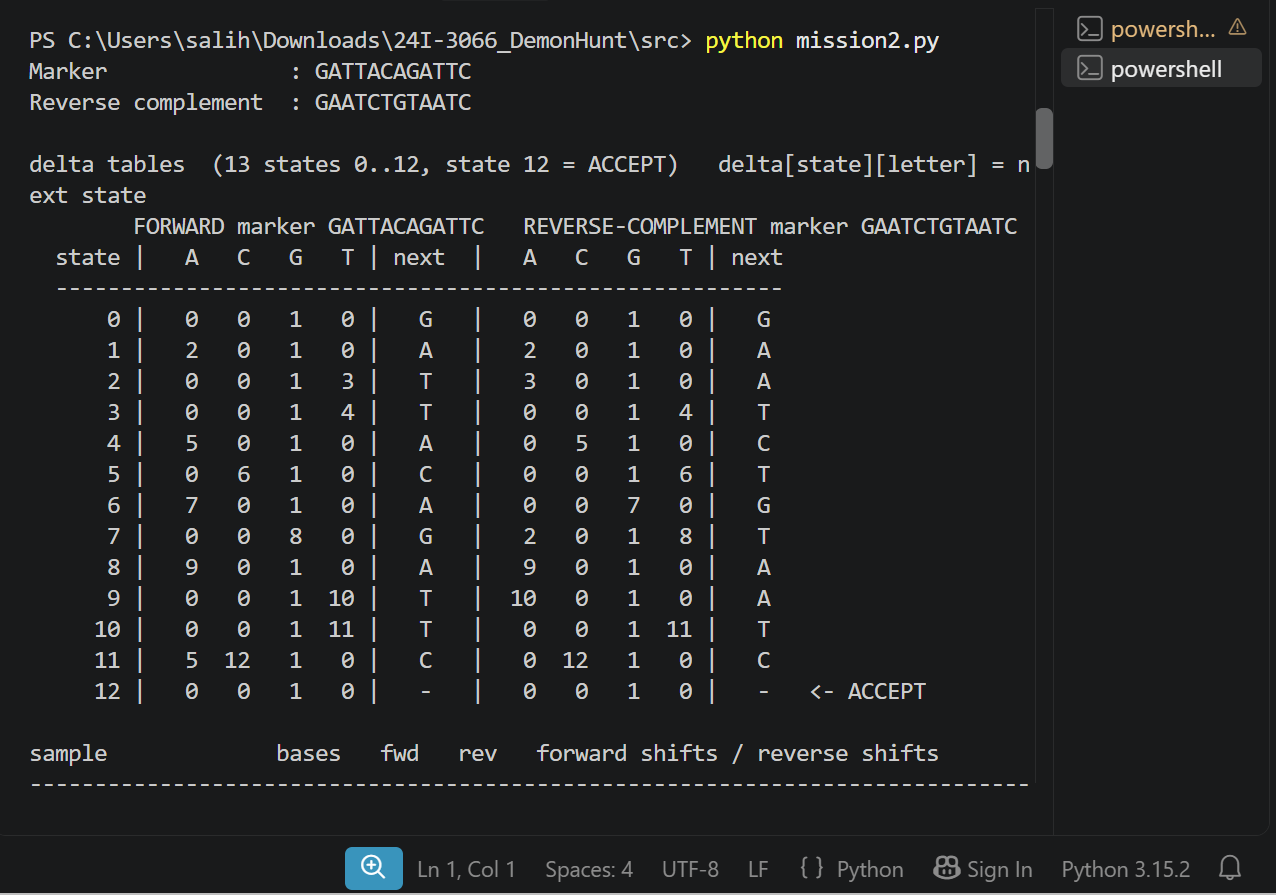 PS C:\Users\salih\Downloads\24I-3066_DemonHunt\src> python mission2.py
Marker              : GATTACAGATTC
Reverse complement  : GAATCTGTAATC
delta tables  (13 states 0..12, state 12 = ACCEPT)   delta[state][letter] = n
ext state
        FORWARD marker GATTACAGATTC   REVERSE-COMPLEMENT marker GAATCTGTAATC
  state |   A   C   G   T | next  |   A   C   G   T | next
  --------------------------------------------------------
      0 |   0   0   1   0 |   G   |   0   0   1   0 |   G
      1 |   2   0   1   0 |   A   |   2   0   1   0 |   A
      2 |   0   0   1   3 |   T   |   3   0   1   0 |   A
      3 |   0   0   1   4 |   T   |   0   0   1   4 |   T
      4 |   5   0   1   0 |   A   |   0   5   1   0 |   C
      5 |   0   6   1   0 |   C   |   0   0   1   6 |   T
      6 |   7   0   1   0 |   A   |   0   0   7   0 |   G
      7 |   0   0   8   0 |   G   |   2   0   1   8 |   T
      8 |   9   0   1   0 |   A   |   9   0   1   0 |   A
      9 |   0   0   1  10 |   T   |  10   0   1   0 |   A
     10 |   0   0   1  11 |   T   |   0   0   1  11 |   T
     11 |   5  12   1   0 |   C   |   0  12   1   0 |   C
     12 |   0   0   1   0 |   -   |   0   0   1   0 |   -   <- ACCEPT
sample             bases   fwd   rev   forward shifts / reverse shifts
-----------------------------------------------------------------------------
powersh...
powershell
Ln 1, Col 1   Spaces: 4   UTF-8   LF   {} Python   Sign In   Python 3.15.2